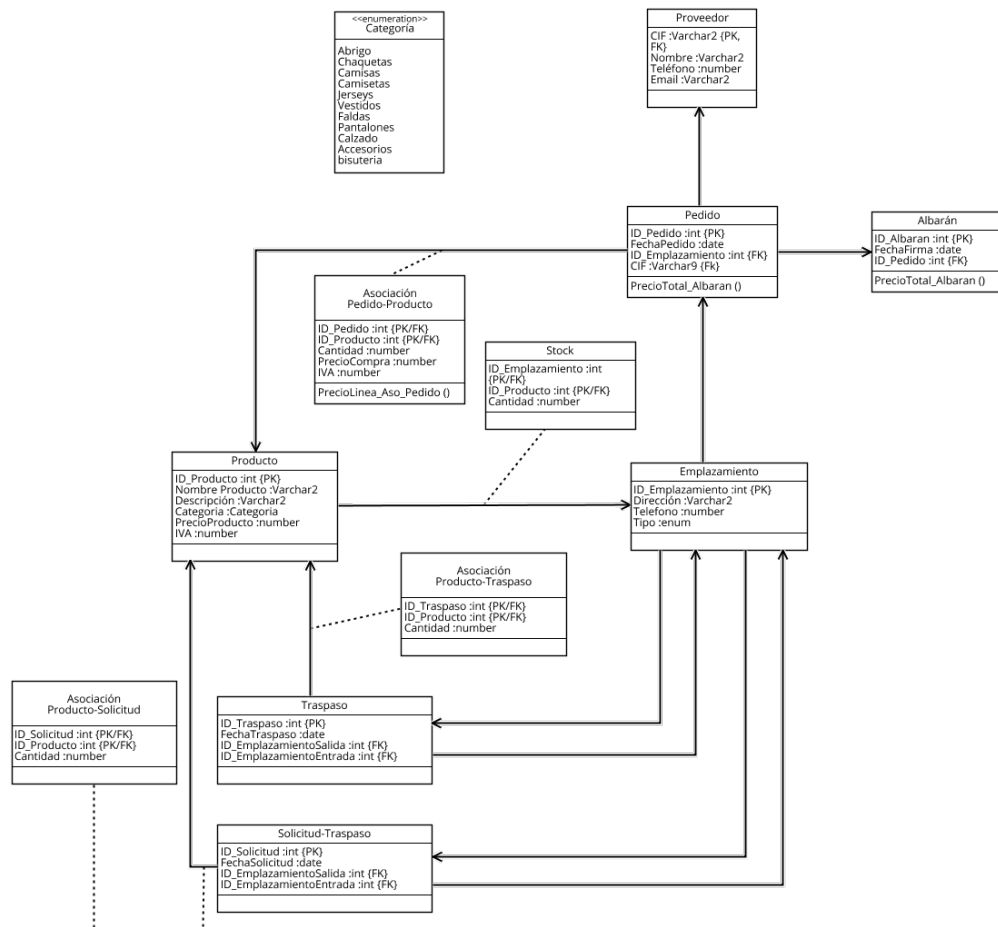 <<enumeration>>
Categoría
Abrigo
Chaquetas
Camisas
Camisetas
Jerseys
Vestidos
Faldas
Pantalones
Calzado
Accesorios
bisuteria
Proveedor
CIF :Varchar2 {PK,
FK}
Nombre :Varchar2
Teléfono :number
Email :Varchar2
Pedido
ID_Pedido :int {PK}
FechaPedido :date
ID_Emplazamiento :int {FK}
CIF :Varchar9 {Fk}
PrecioTotal_Albaran ()
Albarán
ID_Albaran :int {PK}
FechaFirma :date
ID_Pedido :int {FK}
PrecioTotal_Albaran ()
Asociación
Pedido-Producto
ID_Pedido :int {PK/FK}
ID_Producto :int {PK/FK}
Cantidad :number
PrecioCompra :number
IVA :number
PrecioLinea_Aso_Pedido ()
Stock
ID_Emplazamiento :int
{PK/FK}
ID_Producto :int {PK/FK}
Cantidad :number
Producto
ID_Producto :int {PK}
Nombre Producto :Varchar2
Descripción :Varchar2
Categoria :Categoria
PrecioProducto :number
IVA :number
Emplazamiento
ID_Emplazamiento :int {PK}
Dirección :Varchar2
Telefono :number
Tipo :enum
Asociación
Producto-Traspaso
ID_Traspaso :int {PK/FK}
ID_Producto :int {PK/FK}
Cantidad :number
Asociación
Producto-Solicitud
ID_Solicitud :int {PK/FK}
ID_Producto :int {PK/FK}
Cantidad :number
Traspaso
ID_Traspaso :int {PK}
FechaTraspaso :date
ID_EmplazamientoSalida :int {FK}
ID_EmplazamientoEntrada :int {FK}
Solicitud-Traspaso
ID_Solicitud :int {PK}
FechaSolicitud :date
ID_EmplazamientoSalida :int {FK}
ID_EmplazamientoEntrada :int {FK}